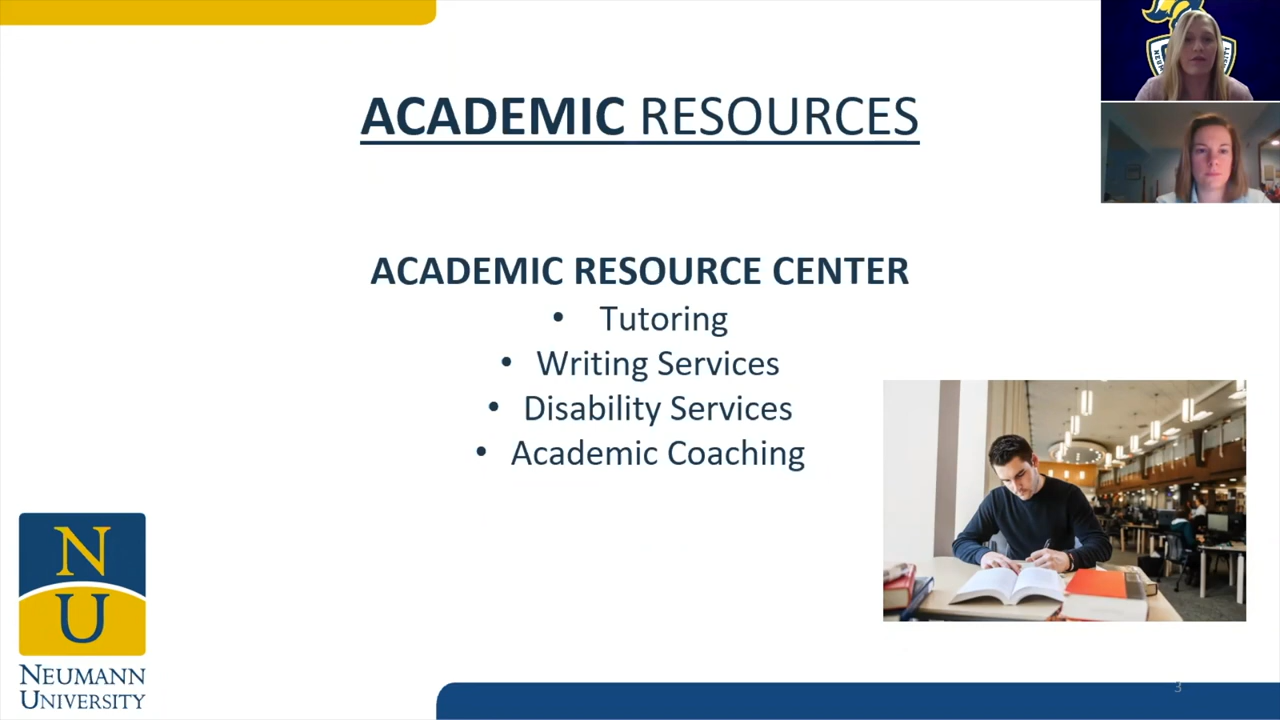 ACADEMIC RESOURCES
ACADEMIC RESOURCE CENTER
• Tutoring
• Writing Services
• Disability Services
• Academic Coaching
N
U
NEUMANN
UNIVERSITY
3